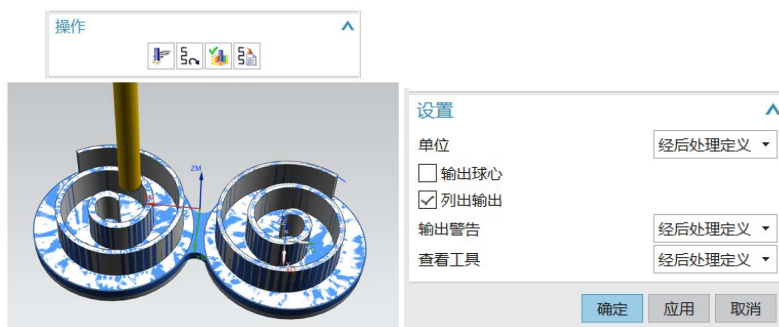 操作
ZM
设置
单位 经后处理定义
输出球心
列出输出
输出警告 经后处理定义
查看工具 经后处理定义
确定 应用 取消